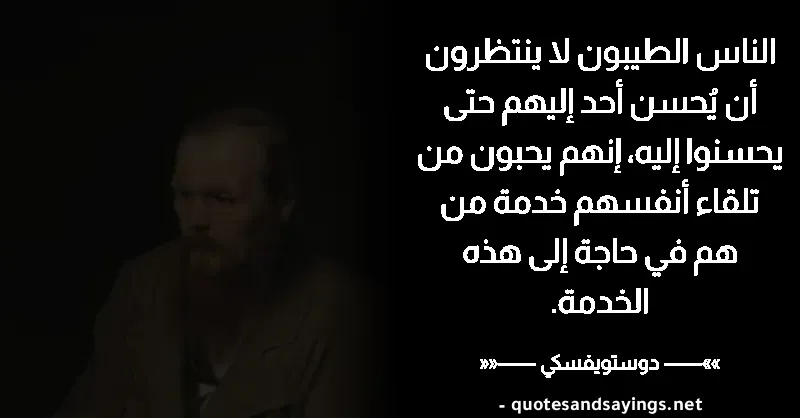 الناس الطيبون لا ينتظرون
أن يُحسن أحد إليهم حتى
يحسنوا إليه، إنهم يحبون من
تلقاء أنفسهم خدمة من
هم في حاجة إلى هذه
الخدمة.
»»—— دوستويفسكي ——««
- quotesandsayings.net